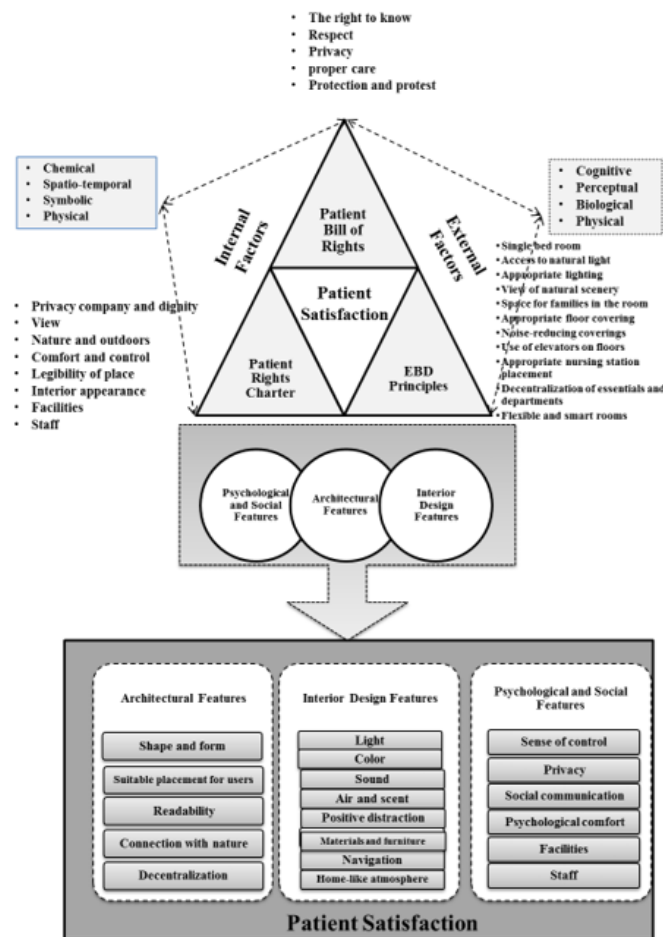 • The right to know
• Respect
• Privacy
• proper care
• Protection and protest
• Chemical
• Spatio-temporal
• Symbolic
• Physical
• Cognitive
• Perceptual
• Biological
• Physical
Internal
Factors
External
Factors
Patient
Bill of
Rights
Patient
Satisfaction
Patient
Rights
Charter
EBD
Principles
• Privacy company and dignity
• View
• Nature and outdoors
• Comfort and control
• Legibility of place
• Interior appearance
• Facilities
• Staff
• Single bed room
• Access to natural light
• Appropriate lighting
• View of natural scenery
• Space for families in the room
• Appropriate floor covering
• Noise-reducing coverings
• Use of elevators on floors
• Appropriate nursing station
placement
• Decentralization of essentials and
departments
• Flexible and smart rooms
Psychological
and Social
Features
Architectural
Features
Interior
Design
Features
Architectural Features
Shape and form
Suitable placement for users
Readability
Connection with nature
Decentralization
Interior Design Features
Light
Color
Sound
Air and scent
Positive distraction
Materials and furniture
Navigation
Home-like atmosphere
Psychological and Social
Features
Sense of control
Privacy
Social communication
Psychological comfort
Facilities
Staff
Patient Satisfaction